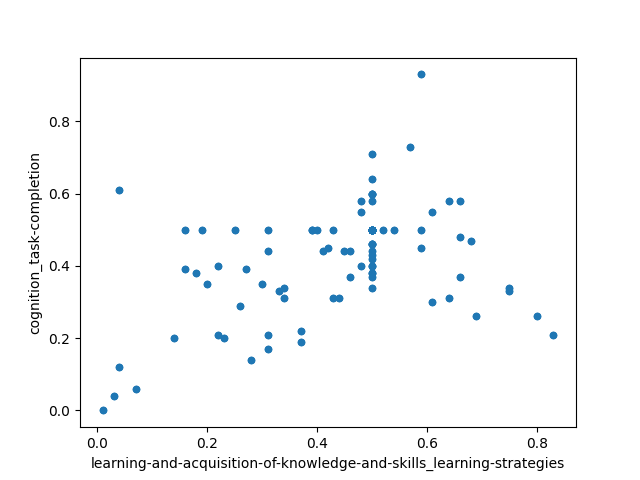 0.8
0.6
0.4
0.2
0.0
cognition_task-completion
0.0 0.2 0.4 0.6 0.8
learning-and-acquisition-of-knowledge-and-skills_learning-strategies